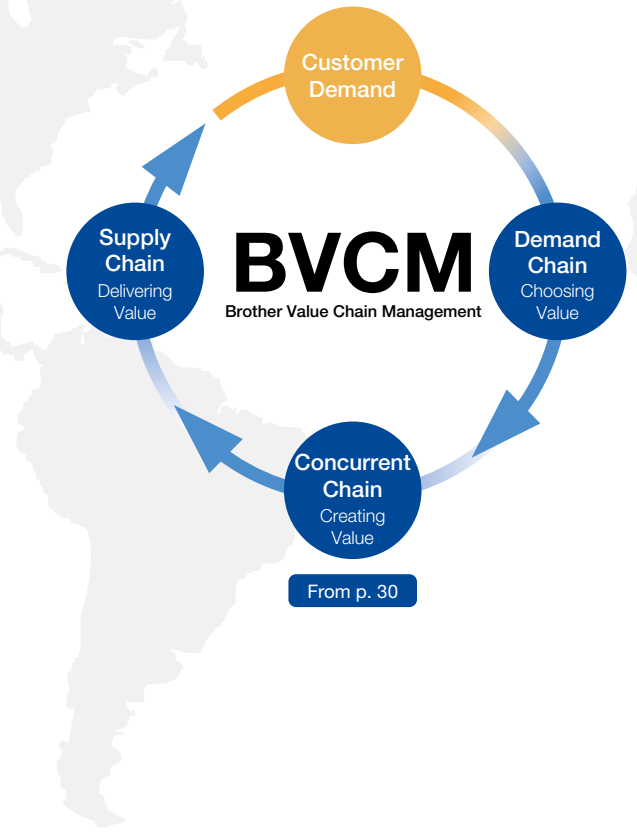 Customer
Demand
Supply
Chain
Delivering
Value
BVCM
Brother Value Chain Management
Demand
Chain
Choosing
Value
Concurrent
Chain
Creating
Value
From p. 30